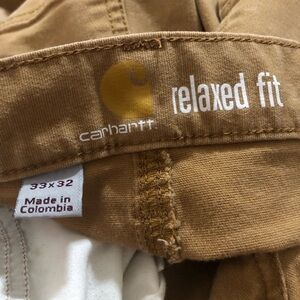 relaxed fit
carhartt
33x32
Made in
Colombia